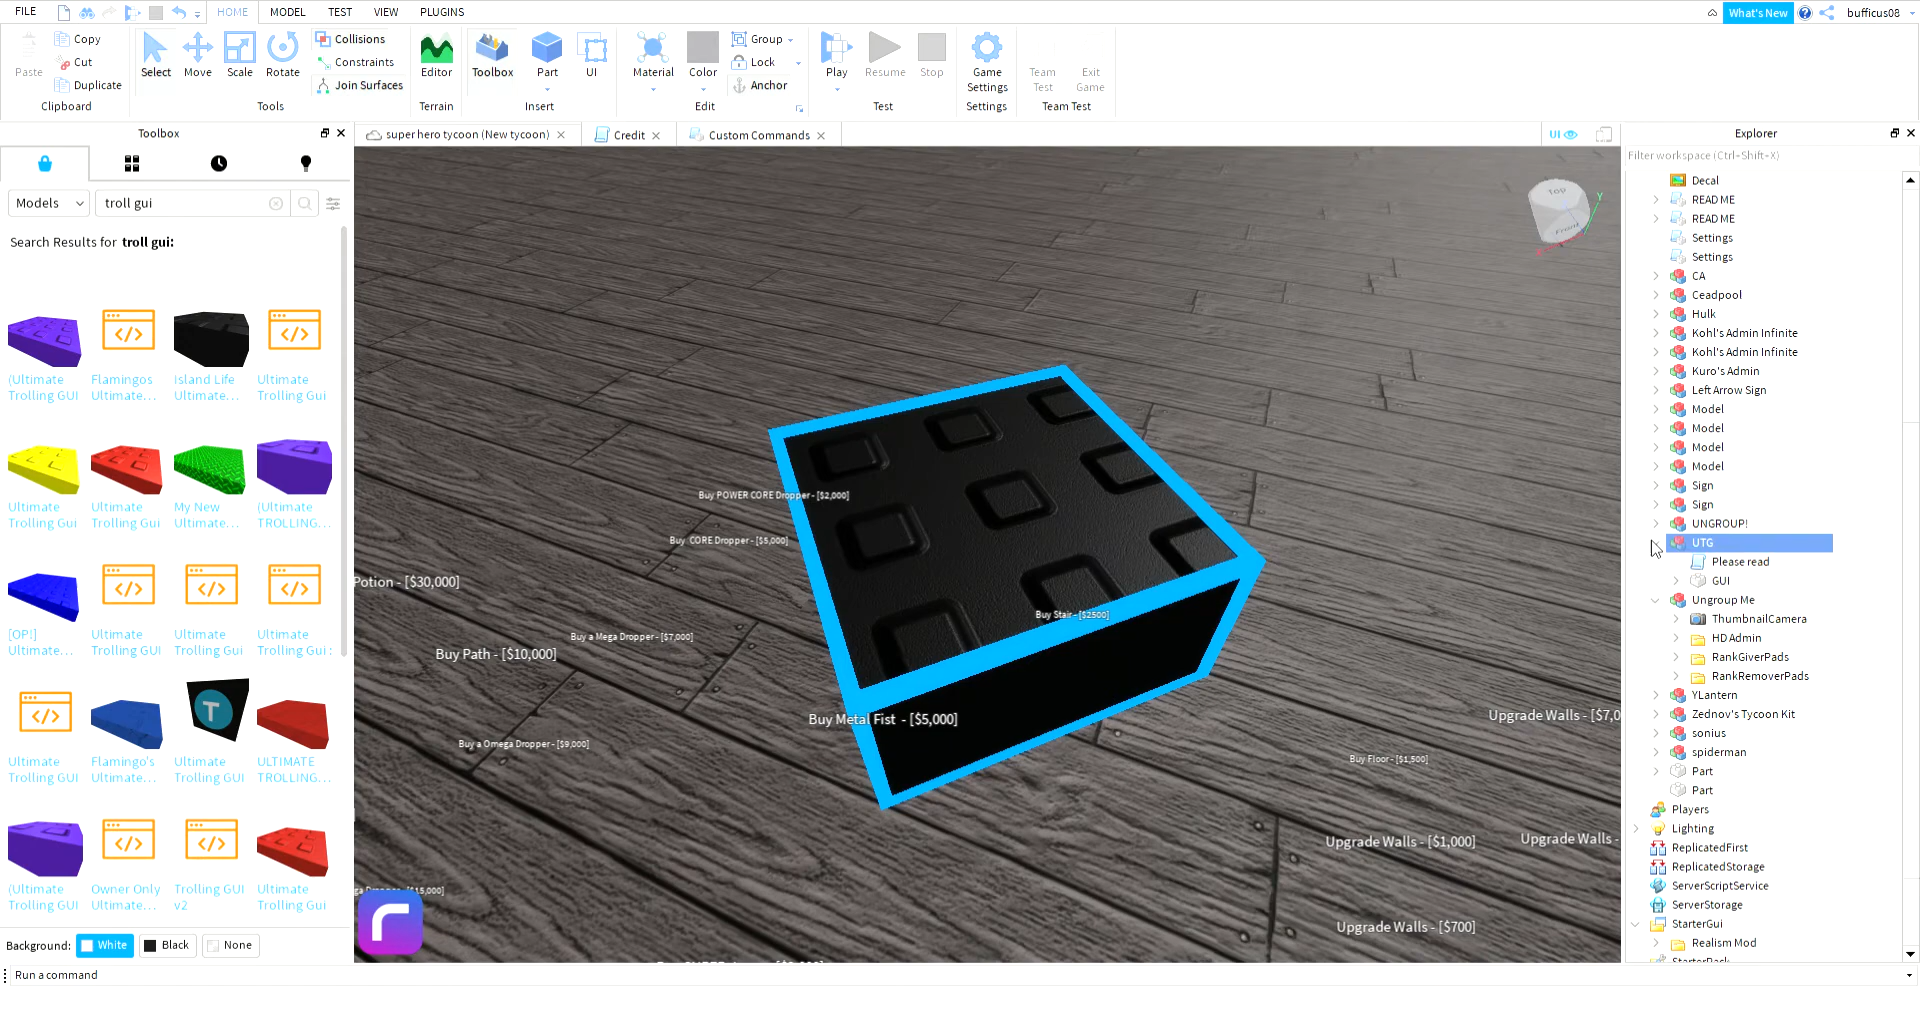 FILE HOME MODEL TEST VIEW PLUGINS What's New bufficus08
Paste Copy Cut Duplicate Clipboard
Select Move Scale Rotate Collisions Constraints Join Surfaces Tools
Editor Terrain
Toolbox Part UI Insert
Material Color Group Lock Anchor Edit
Play Resume Stop Test
Game Settings Settings
Team Test Exit Game Team Test
Toolbox
super hero tycoon (New tycoon) Credit Custom Commands UI
Explorer
Models troll gui
Search Results for troll gui:
(Ultimate Trolling GUI
Flamingos Ultimate...
Island Life Ultimate...
Ultimate Trolling Gui
Ultimate Trolling Gui
Ultimate Trolling Gui
My New Ultimate...
(Ultimate TROLLING...
[OP!] Ultimate...
Ultimate Trolling GUI
Ultimate Trolling Gui
Ultimate Trolling Gui :
Ultimate Trolling GUI
Flamingo's Ultimate...
T
Ultimate Trolling GUI
ULTIMATE TROLLING...
(Ultimate Trolling GUI
Owner Only Ultimate...
Trolling GUI v2
Ultimate Trolling Gui
Background: White Black None
Run a command
Top
Front
Y
Buy POWER CORE Dropper - [$2,000]
Buy CORE Dropper - [$5,000]
Potion - [$30,000]
Buy Stair - [$2500]
Buy a Mega Dropper - [$7,000]
Buy Path - [$10,000]
Buy Metal Fist - [$5,000]
Upgrade Walls - [$7,0
Buy a Omega Dropper - [$9,000]
Buy Floor - [$1,500]
Upgrade Walls - [$1,000]
Upgrade Walls -
Upgrade Walls - [$700]
Filter workspace (Ctrl+Shift+X)
Decal
READ ME
READ ME
Settings
Settings
CA
Ceadpool
Hulk
Kohl's Admin Infinite
Kohl's Admin Infinite
Kuro's Admin
Left Arrow Sign
Model
Model
Model
Model
Sign
Sign
UNGROUP!
UTG
Please read
GUI
Ungroup Me
ThumbnailCamera
HD Admin
RankGiverPads
RankRemoverPads
YLantern
Zednov's Tycoon Kit
sonius
spiderman
Part
Part
Players
Lighting
ReplicatedFirst
ReplicatedStorage
ServerScriptService
ServerStorage
StarterGui
Realism Mod
StarterPack